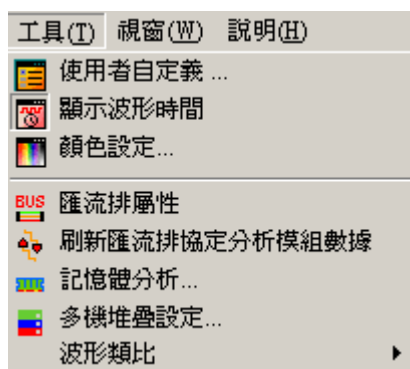 工具(T) 視窗(W) 說明(H)
使用者自定義 ...
顯示波形時間
顏色設定...
BUS 匯流排屬性
刷新匯流排協定分析模組數據
記憶體分析...
多機堆疊設定...
波形類比